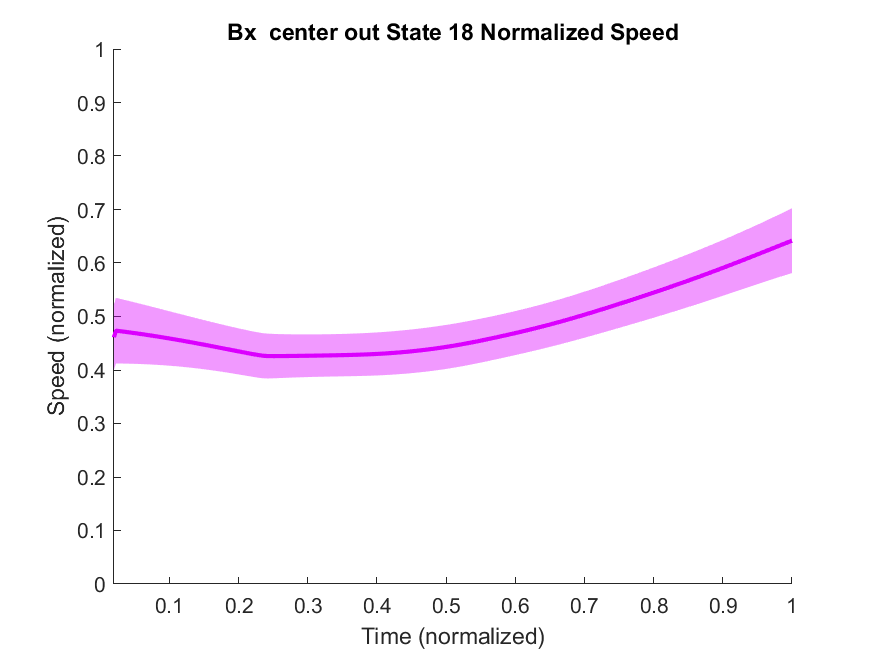 Bx  center out State 18 Normalized Speed
1
0.9
0.8
0.7
0.6
0.5
0.4
0.3
0.2
0.1
0
Speed (normalized)
0.1 0.2 0.3 0.4 0.5 0.6 0.7 0.8 0.9 1
Time (normalized)